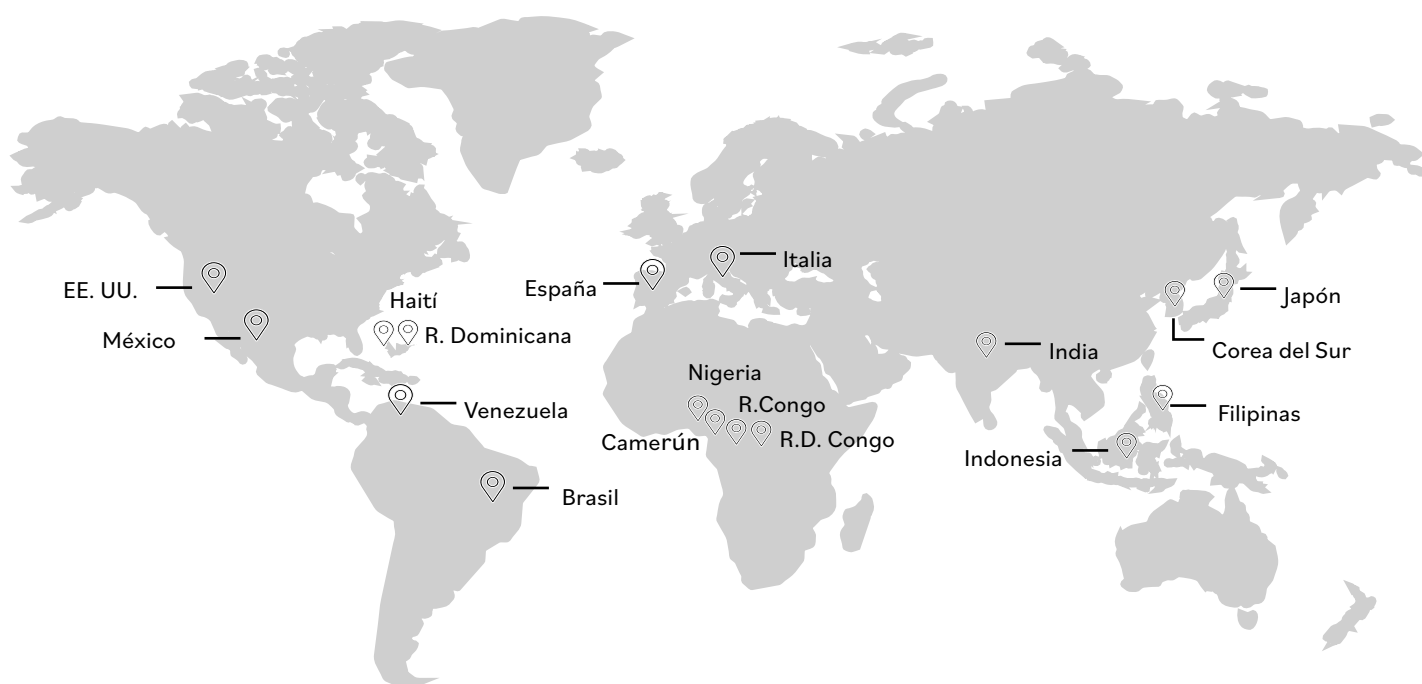 Italia
España
EE. UU.
Haití
Japón
R. Dominicana
México
India
Corea del Sur
Nigeria
Venezuela
R.Congo
Filipinas
Camerún
R.D. Congo
Indonesia
Brasil